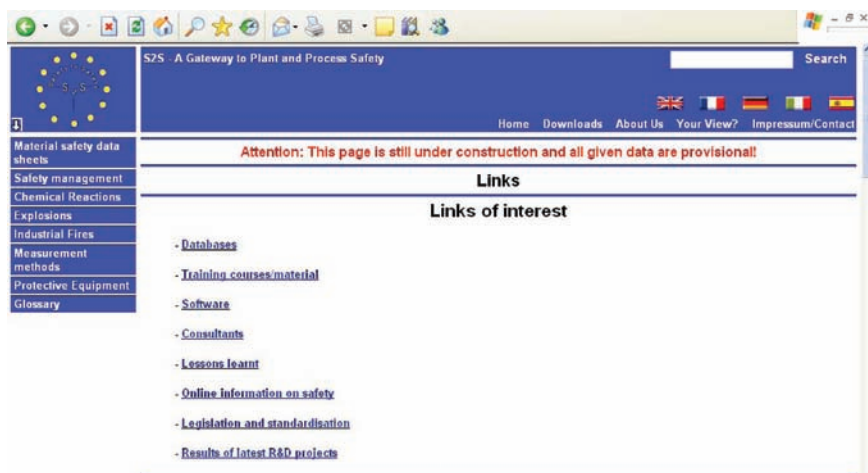 S2S - A Gateway to Plant and Process Safety
Search
Home Downloads About Us Your View? Impressum/Contact
S2S
Material safety data
sheets
Safety management
Chemical Reactions
Explosions
Industrial Fires
Measurement
methods
Protective Equipment
Glossary
Attention: This page is still under construction and all given data are provisional!
Links
Links of interest
- Databases
- Training courses/material
- Software
- Consultants
- Lessons learnt
- Online information on safety
- Legislation and standardisation
- Results of latest R&D projects